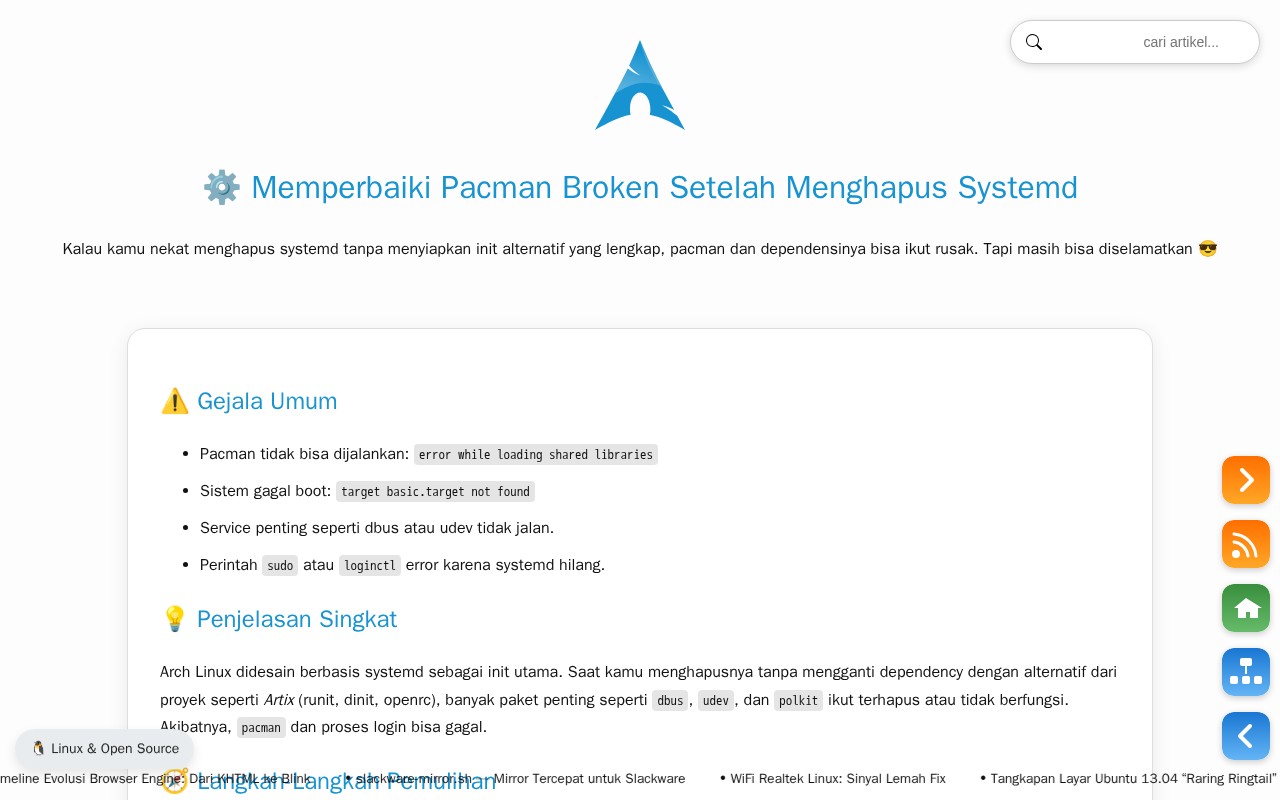 cari artikel...
⚙️ Memperbaiki Pacman Broken Setelah Menghapus Systemd
Kalau kamu nekat menghapus systemd tanpa menyiapkan init alternatif yang lengkap, pacman dan dependensinya bisa ikut rusak. Tapi masih bisa diselamatkan 😎
⚠️ Gejala Umum
• Pacman tidak bisa dijalankan: error while loading shared libraries
• Sistem gagal boot: target basic.target not found
• Service penting seperti dbus atau udev tidak jalan.
• Perintah sudo atau loginctl error karena systemd hilang.
💡 Penjelasan Singkat
Arch Linux didesain berbasis systemd sebagai init utama. Saat kamu menghapusnya tanpa mengganti dependency dengan alternatif dari
proyek seperti Artix (runit, dinit, openrc), banyak paket penting seperti dbus, udev, dan polkit ikut terhapus atau tidak berfungsi.
Akibatnya, pacman dan proses login bisa gagal.
🐧 Linux & Open Source
🧭 Langkah-Langkah Pemulihan
meline Evolusi Browser Engine: Dari KHTML ke Blink • slackware-mirror.sh — Mirror Tercepat untuk Slackware • WiFi Realtek Linux: Sinyal Lemah Fix • Tangkapan Layar Ubuntu 13.04 “Raring Ringtail”